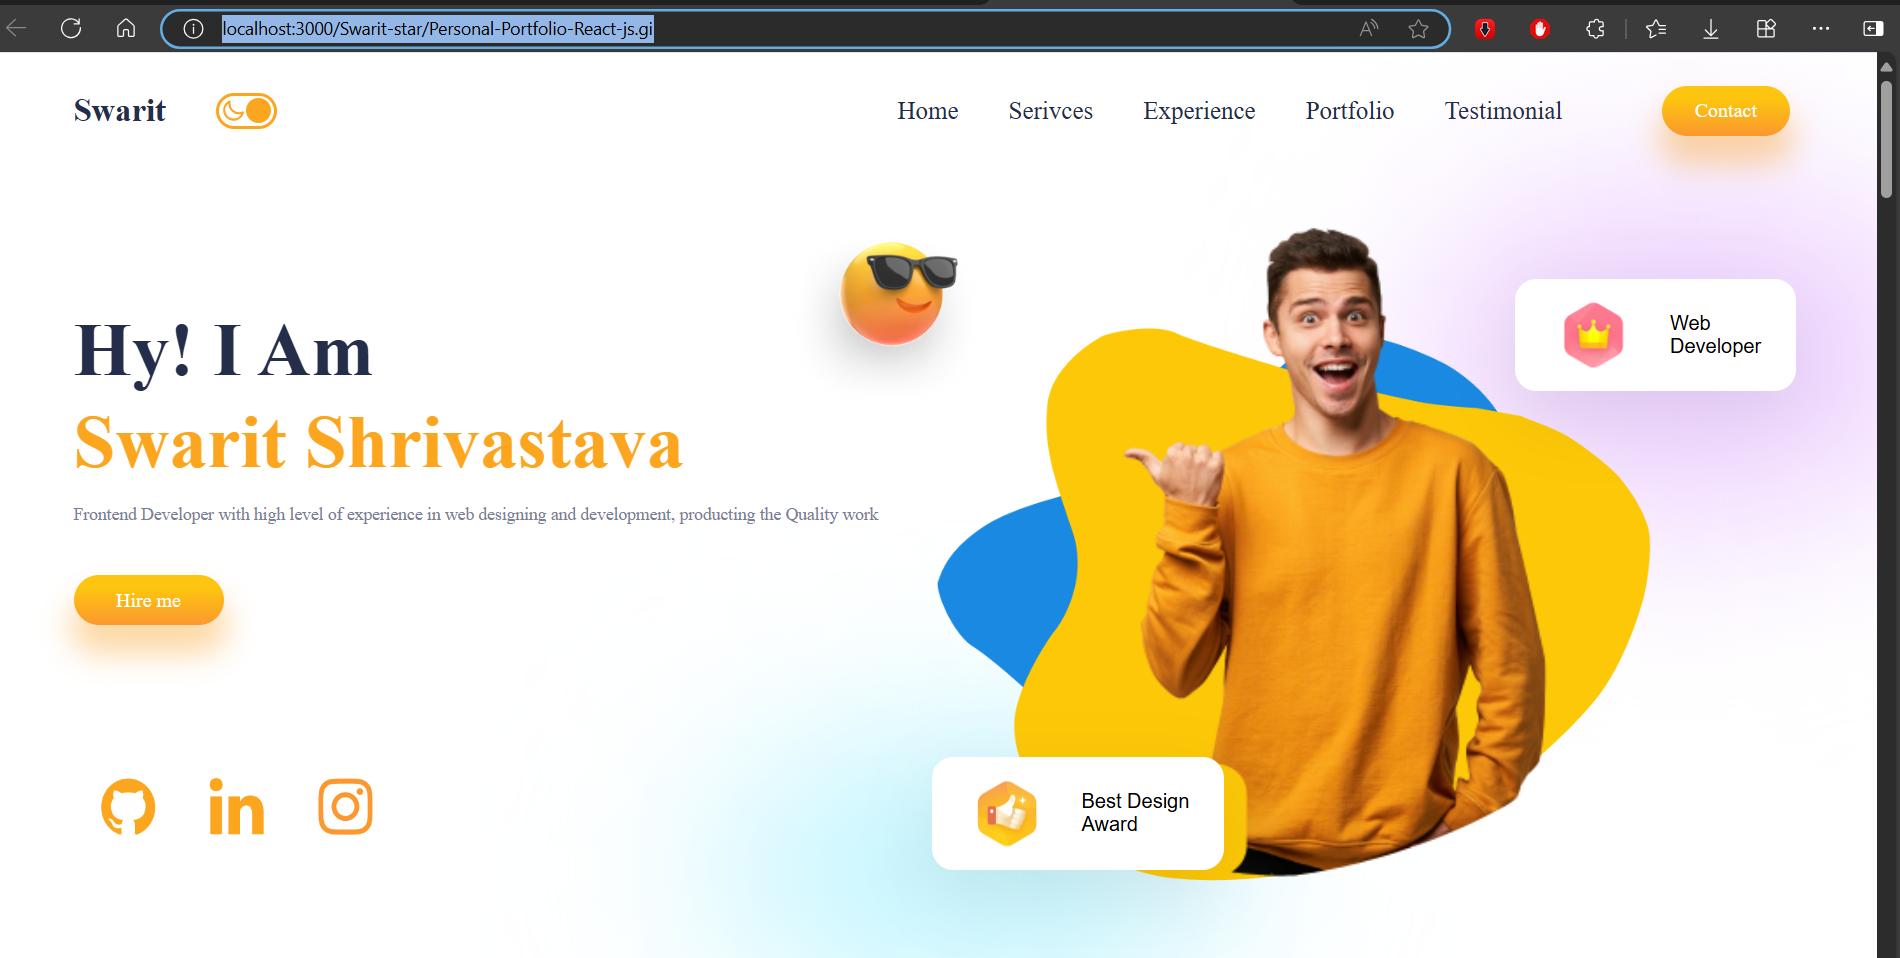 localhost:3000/Swarit-star/Personal-Portfolio-React-js.gi
Swarit
Home Serivces Experience Portfolio Testimonial Contact
Hy! I Am
Swarit Shrivastava
Frontend Developer with high level of experience in web designing and development, producting the Quality work
Hire me
Web
Developer
Best Design
Award
in